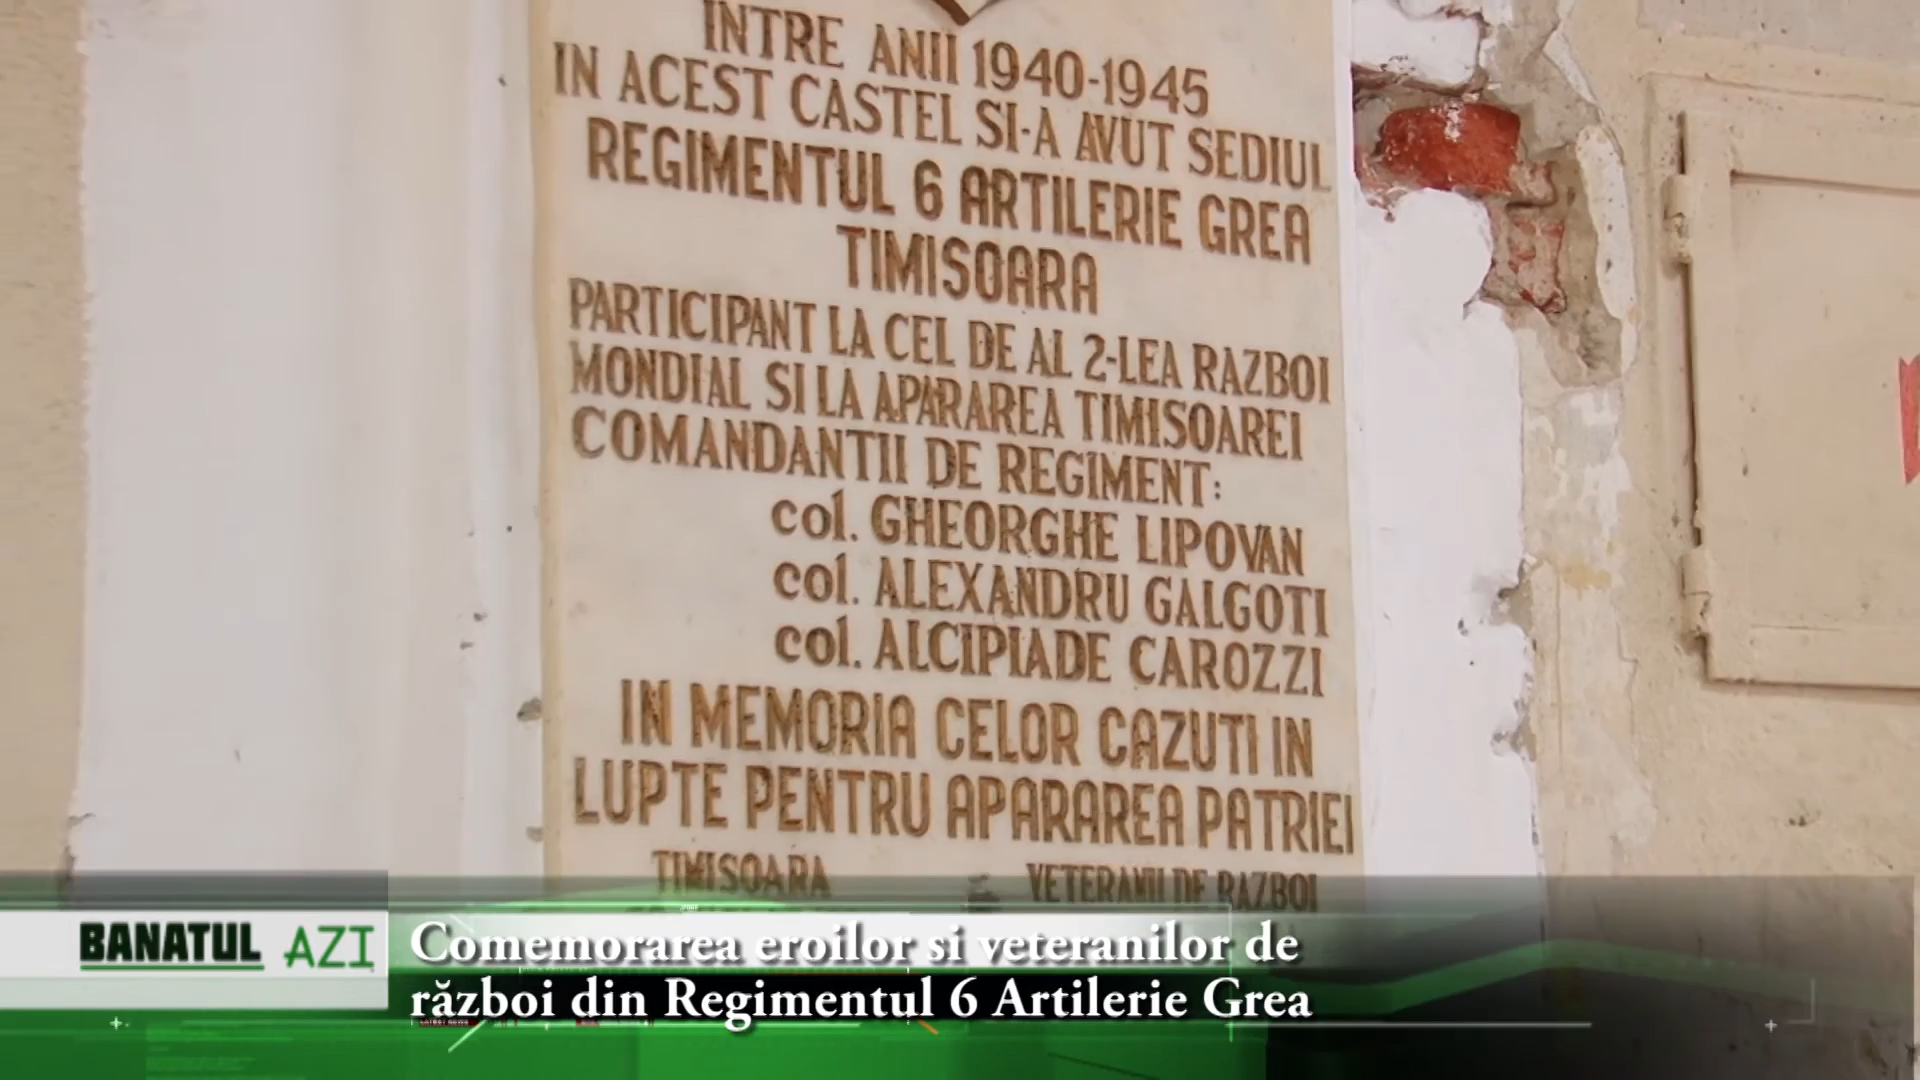 INTRE ANII 1940-1945
IN ACEST CASTEL SI-A AVUT SEDIUL
REGIMENTUL 6 ARTILERIE GREA
TIMISOARA
PARTICIPANT LA CEL DE AL 2-LEA RAZBOI
MONDIAL SI LA APARAREA TIMISOAREI
COMANDANTII DE REGIMENT:
col. GHEORGHE LIPOVAN
col. ALEXANDRU GALGOTI
col. ALCIPIADE CAROZZI
IN MEMORIA CELOR CAZUTI IN
LUPTE PENTRU APARAREA PATRIEI
TIMISOARA VETERANII DE RAZBOI
BANATUL AZI
Comemorarea eroilor si veteranilor de
război din Regimentul 6 Artilerie Grea